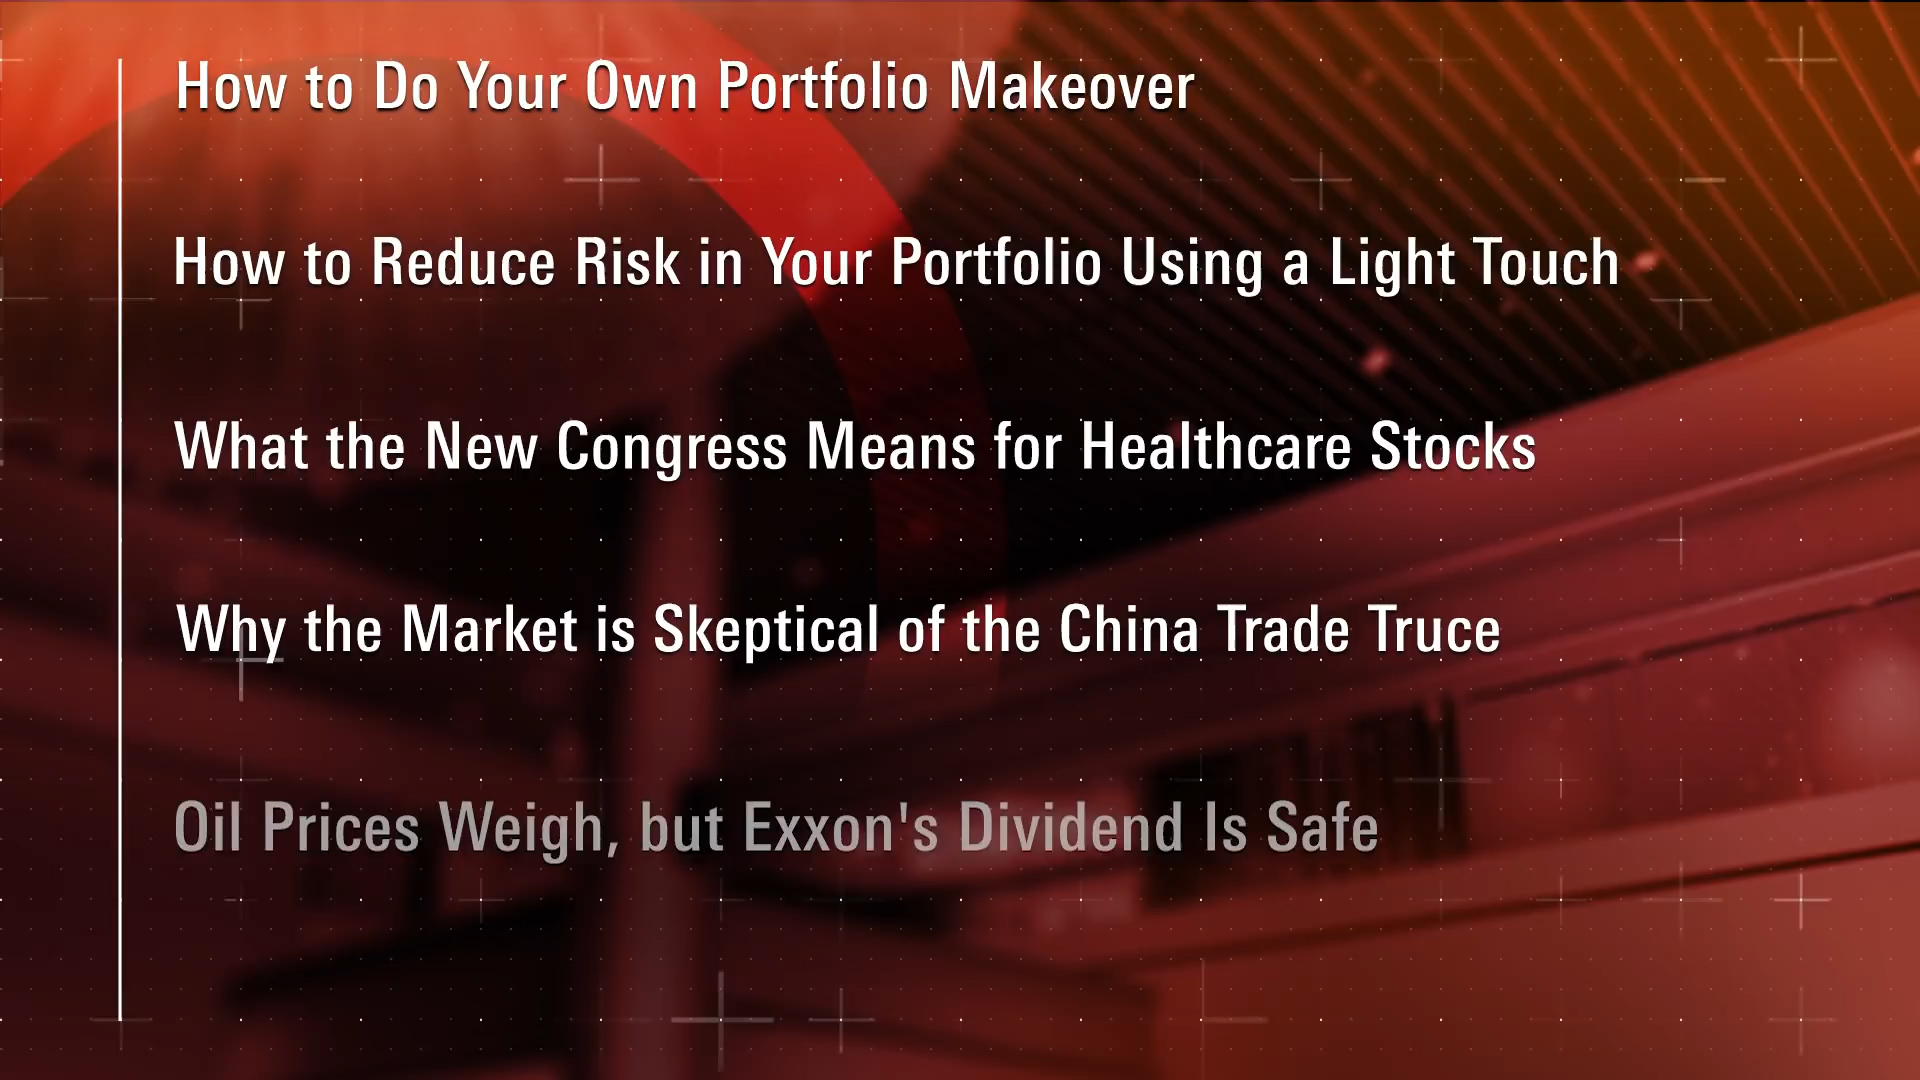 How to Do Your Own Portfolio Makeover
How to Reduce Risk in Your Portfolio Using a Light Touch
What the New Congress Means for Healthcare Stocks
Why the Market is Skeptical of the China Trade Truce
Oil Prices Weigh, but Exxon's Dividend Is Safe